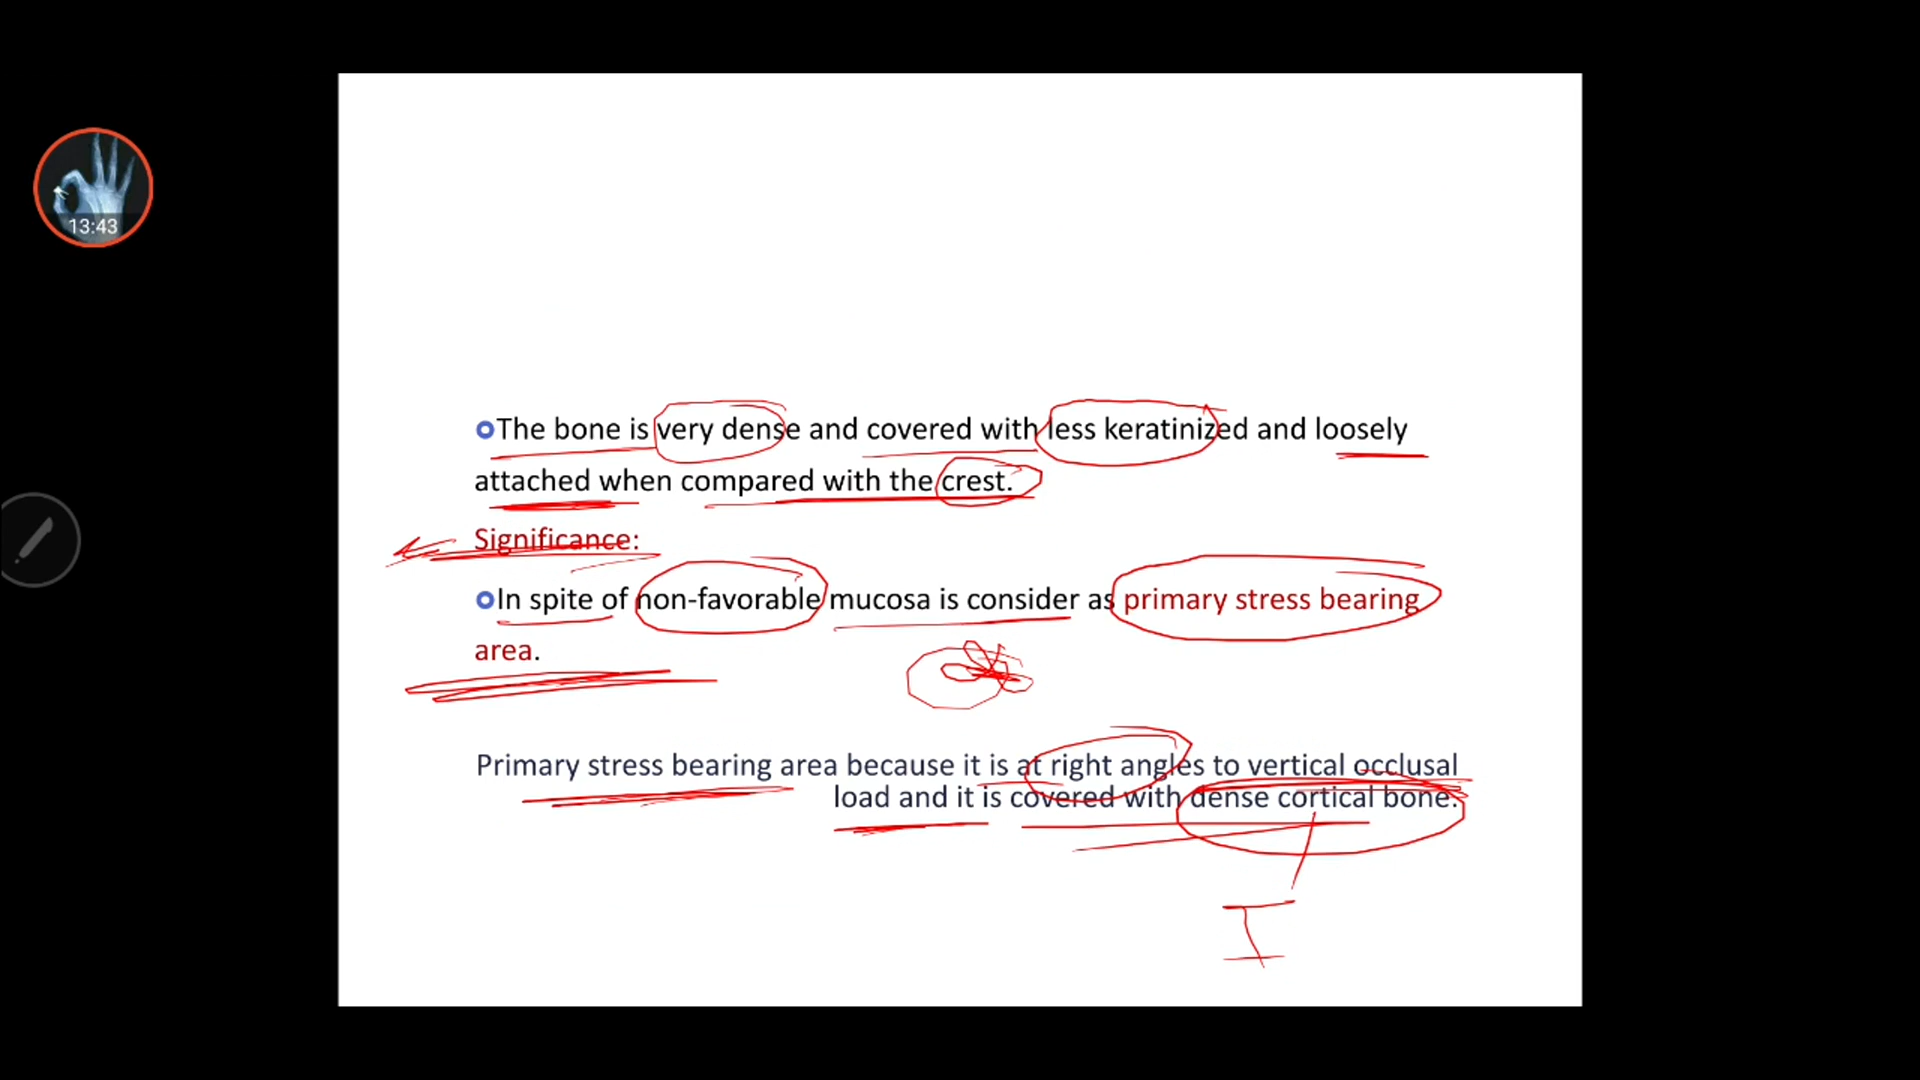 13:43
The bone is very dense and covered with less keratinized and loosely
attached when compared with the crest.
Significance:
In spite of non-favorable mucosa is consider as primary stress bearing
area.
Primary stress bearing area because it is at right angles to vertical occlusal
load and it is covered with dense cortical bone.
I